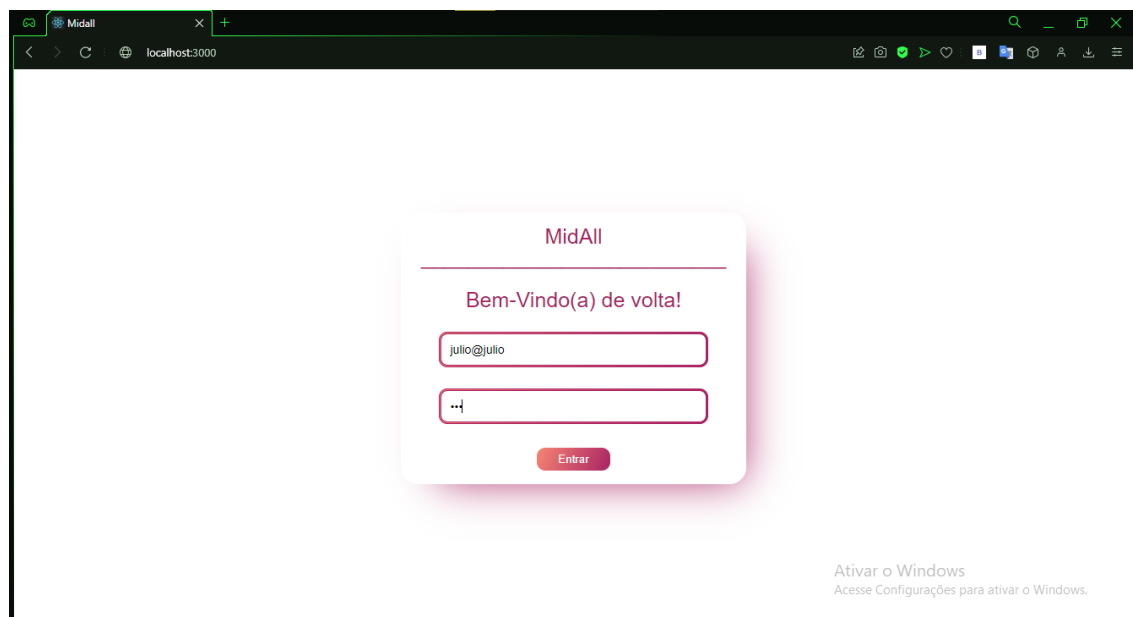 Midall
localhost:3000
B
MidAll
Bem-Vindo(a) de volta!
julio@julio
•••
Entrar
Ativar o Windows
Acesse Configurações para ativar o Windows.